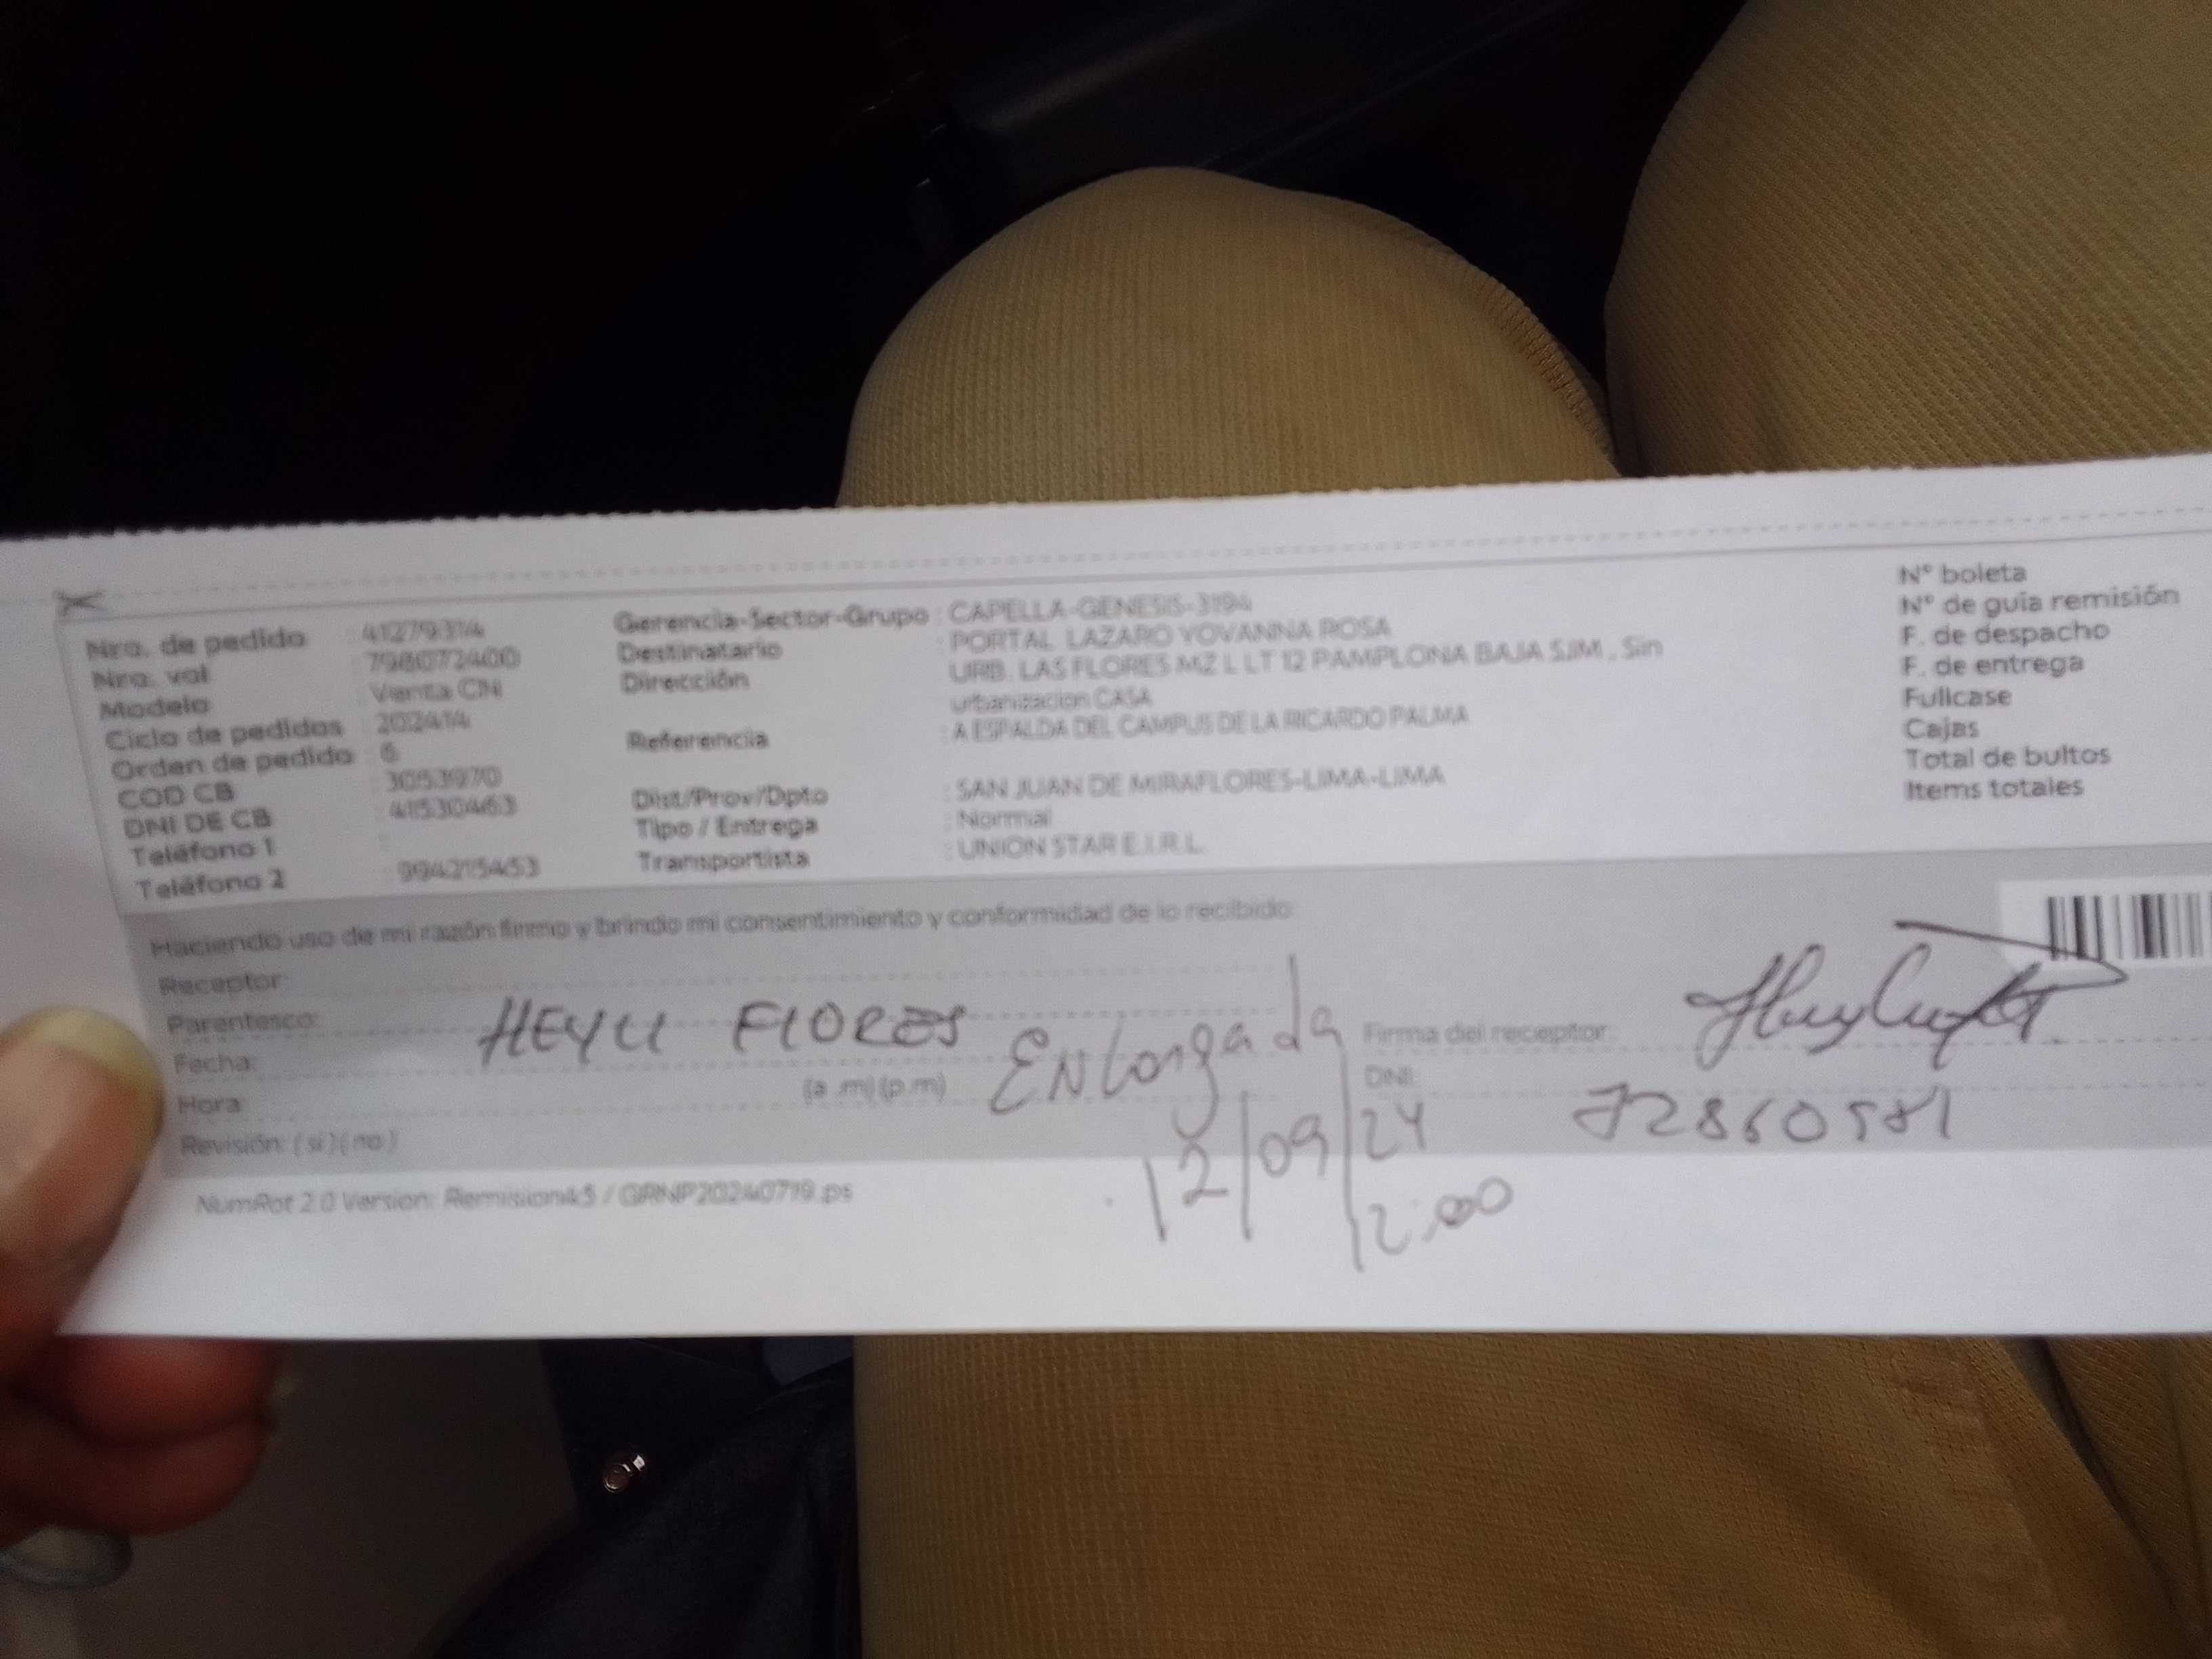 Nro. de pedido : 41279314
Nro. val : 798072400
Modelo : Venta CN
Ciclo de pedidos : 202414
Orden de pedido : 6
COD CB : 3053970
DNI DE CB : 41530463
Teléfono 1 :
Teléfono 2 : 994215453
Gerencia-Sector-Grupo : CAPELLA-GENESIS-3194
Destinatario : PORTAL LAZARO YOVANNA ROSA
Dirección : URB. LAS FLORES MZ L LT 12 PAMPLONA BAJA SJM , Sin
urbanizacion CASA
Referencia : A ESPALDA DEL CAMPUS DE LA RICARDO PALMA
Dist/Prov/Dpto : SAN JUAN DE MIRAFLORES-LIMA-LIMA
Tipo / Entrega : Normal
Transportista : UNION STAR E.I.R.L.
N° boleta
N° de guía remisión
F. de despacho
F. de entrega
Fullcase
Cajas
Total de bultos
Items totales
Haciendo uso de mi razón firmo y brindo mi consentimiento y conformidad de lo recibido:
Receptor:
Parentesco:
HEYLI FLORES
Fecha:
Hora: (a .m) (p.m)
Revisión: ( si ) ( no )
12/09/24
12:00
Firma del receptor:
DNI:
72860581
NumRot 2.0 Version: Remision4.5 / GRNP20240719.ps